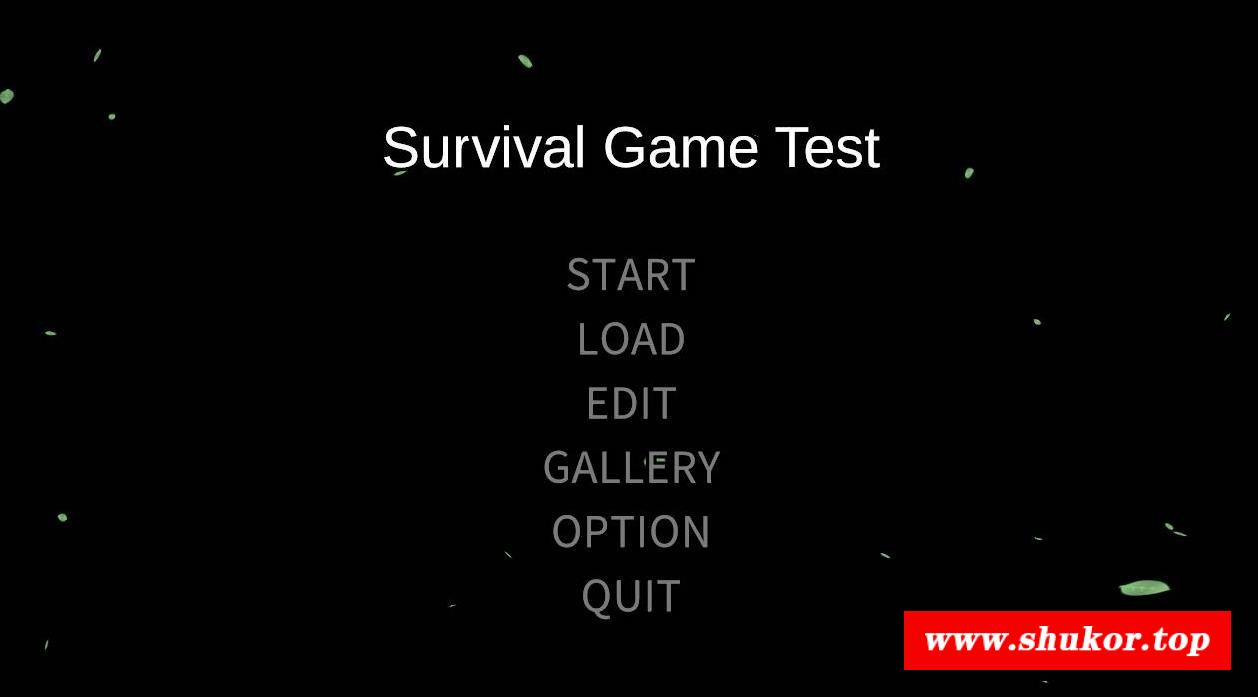 Survival Game Test
START
LOAD
EDIT
GALLERY
OPTION
QUIT
www.shukor.top